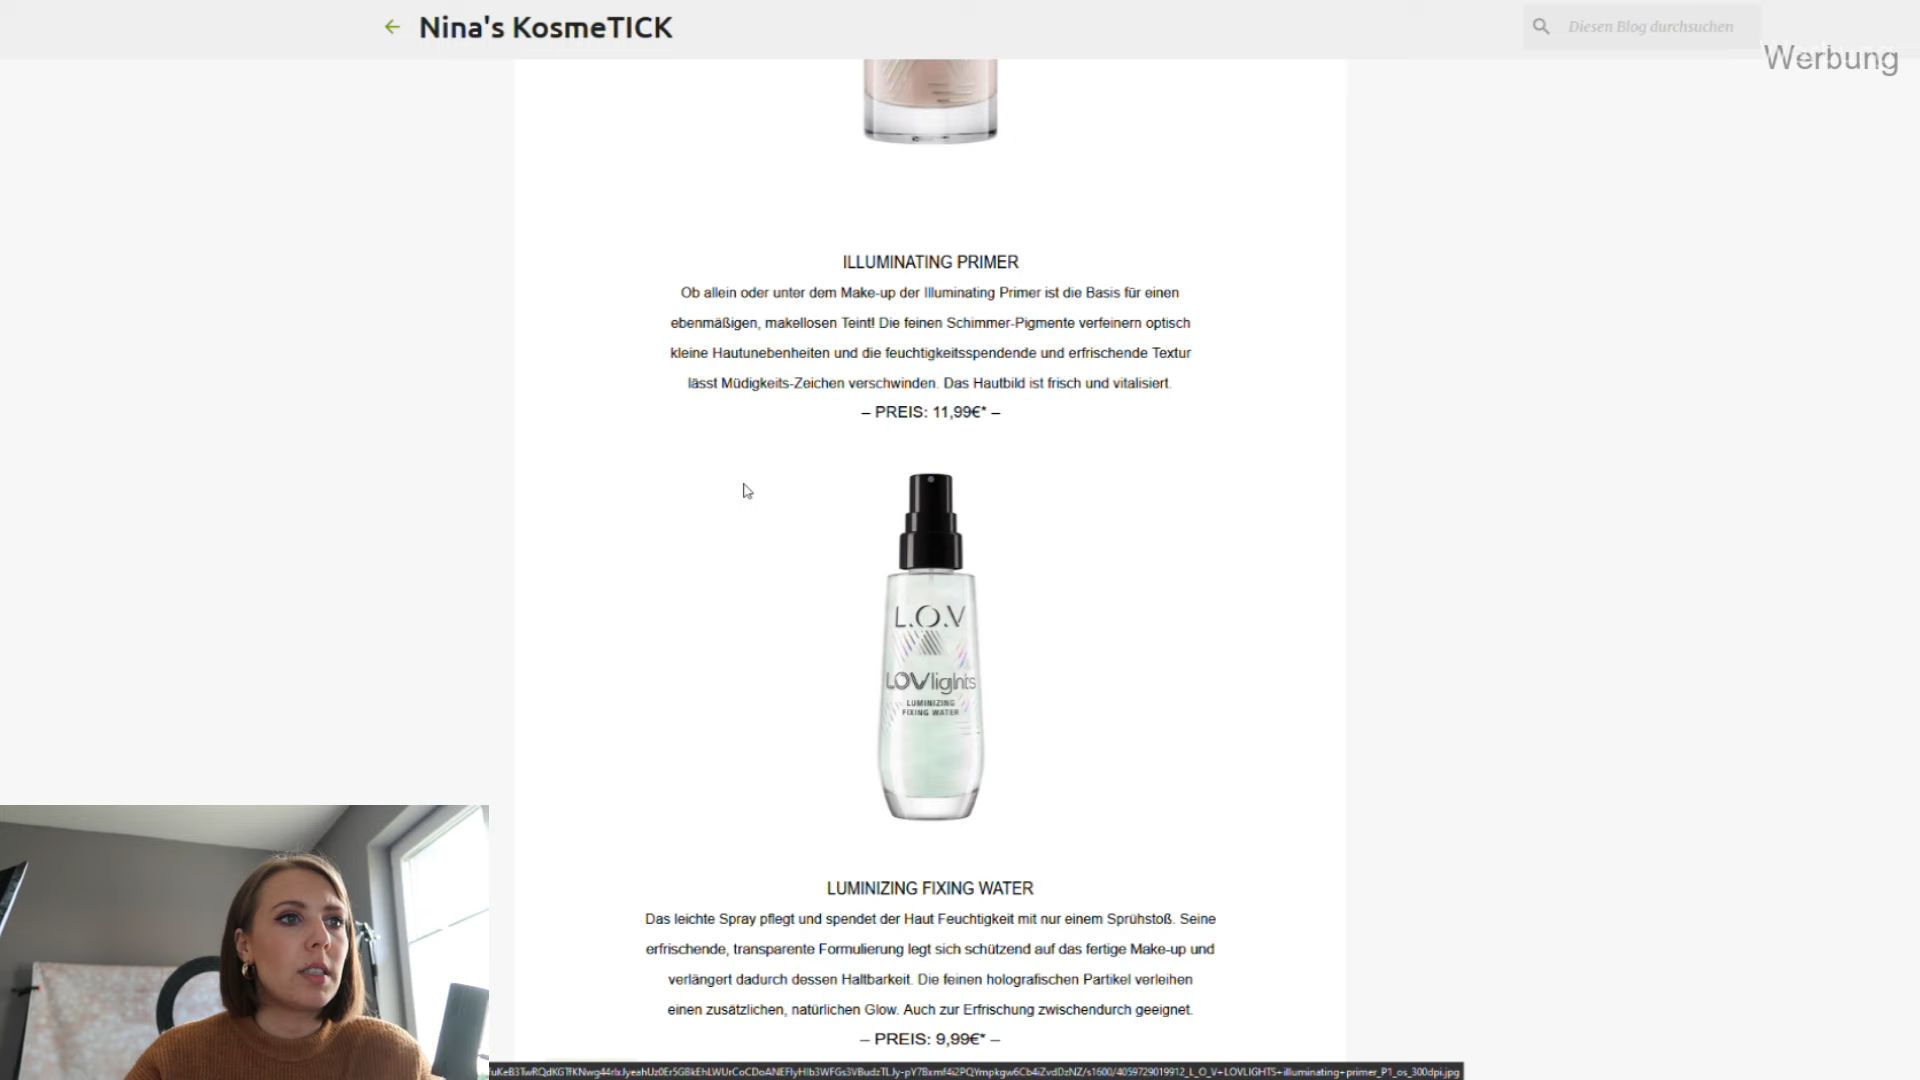 Nina's KosmeTICK
Diesen Blog durchsuchen
Werbung
ILLUMINATING PRIMER
Ob allein oder unter dem Make-up der Illuminating Primer ist die Basis für einen
ebenmäßigen, makellosen Teint! Die feinen Schimmer-Pigmente verfeinern optisch
kleine Hautunebenheiten und die feuchtigkeitsspendende und erfrischende Textur
lässt Müdigkeits-Zeichen verschwinden. Das Hautbild ist frisch und vitalisiert.
– PREIS: 11,99€* –
L.O.V
LOVlights
LUMINIZING
FIXING WATER
LUMINIZING FIXING WATER
Das leichte Spray pflegt und spendet der Haut Feuchtigkeit mit nur einem Sprühstoß. Seine
erfrischende, transparente Formulierung legt sich schützend auf das fertige Make-up und
verlängert dadurch dessen Haltbarkeit. Die feinen holografischen Partikel verleihen
einen zusätzlichen, natürlichen Glow. Auch zur Erfrischung zwischendurch geeignet.
– PREIS: 9,99€* –